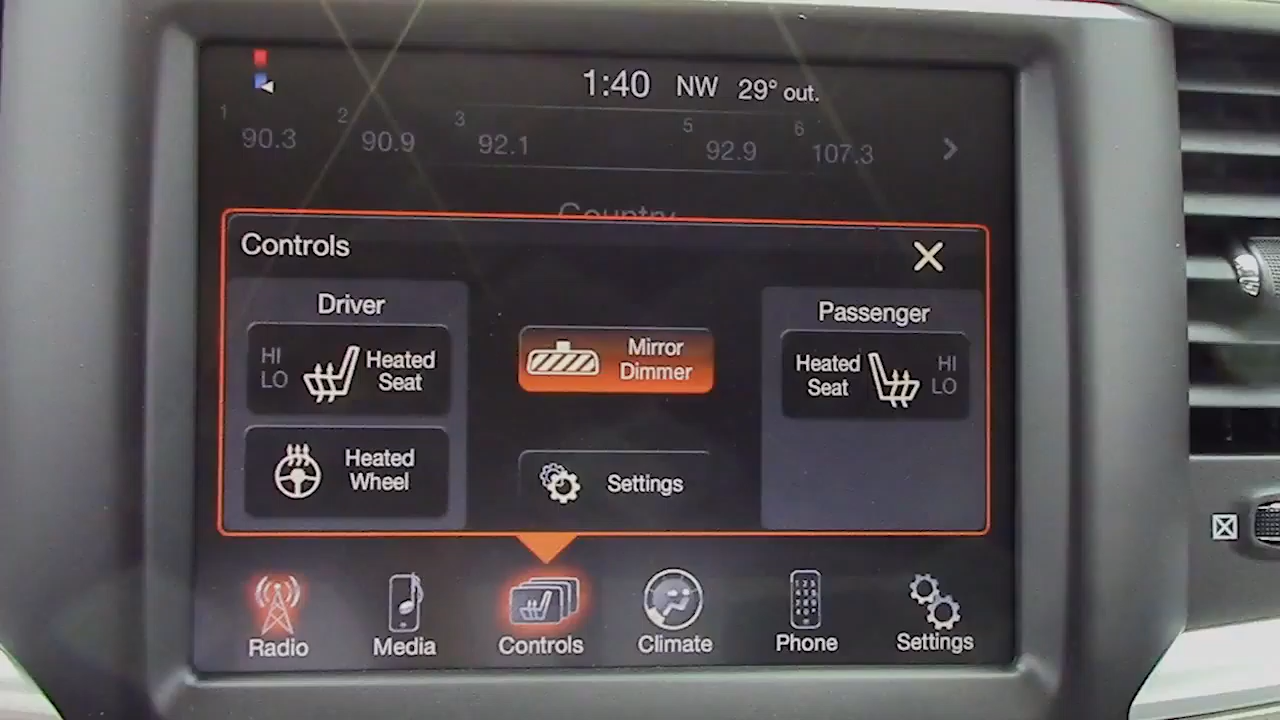 1:40 NW 29° out.
1 2 3 5 6
90.3 90.9 92.1 92.9 107.3
Country
Controls
Driver
HI
LO
Heated
Seat
Heated
Wheel
Mirror
Dimmer
Settings
Passenger
Heated
Seat
HI
LO
Radio Media Controls Climate Phone Settings